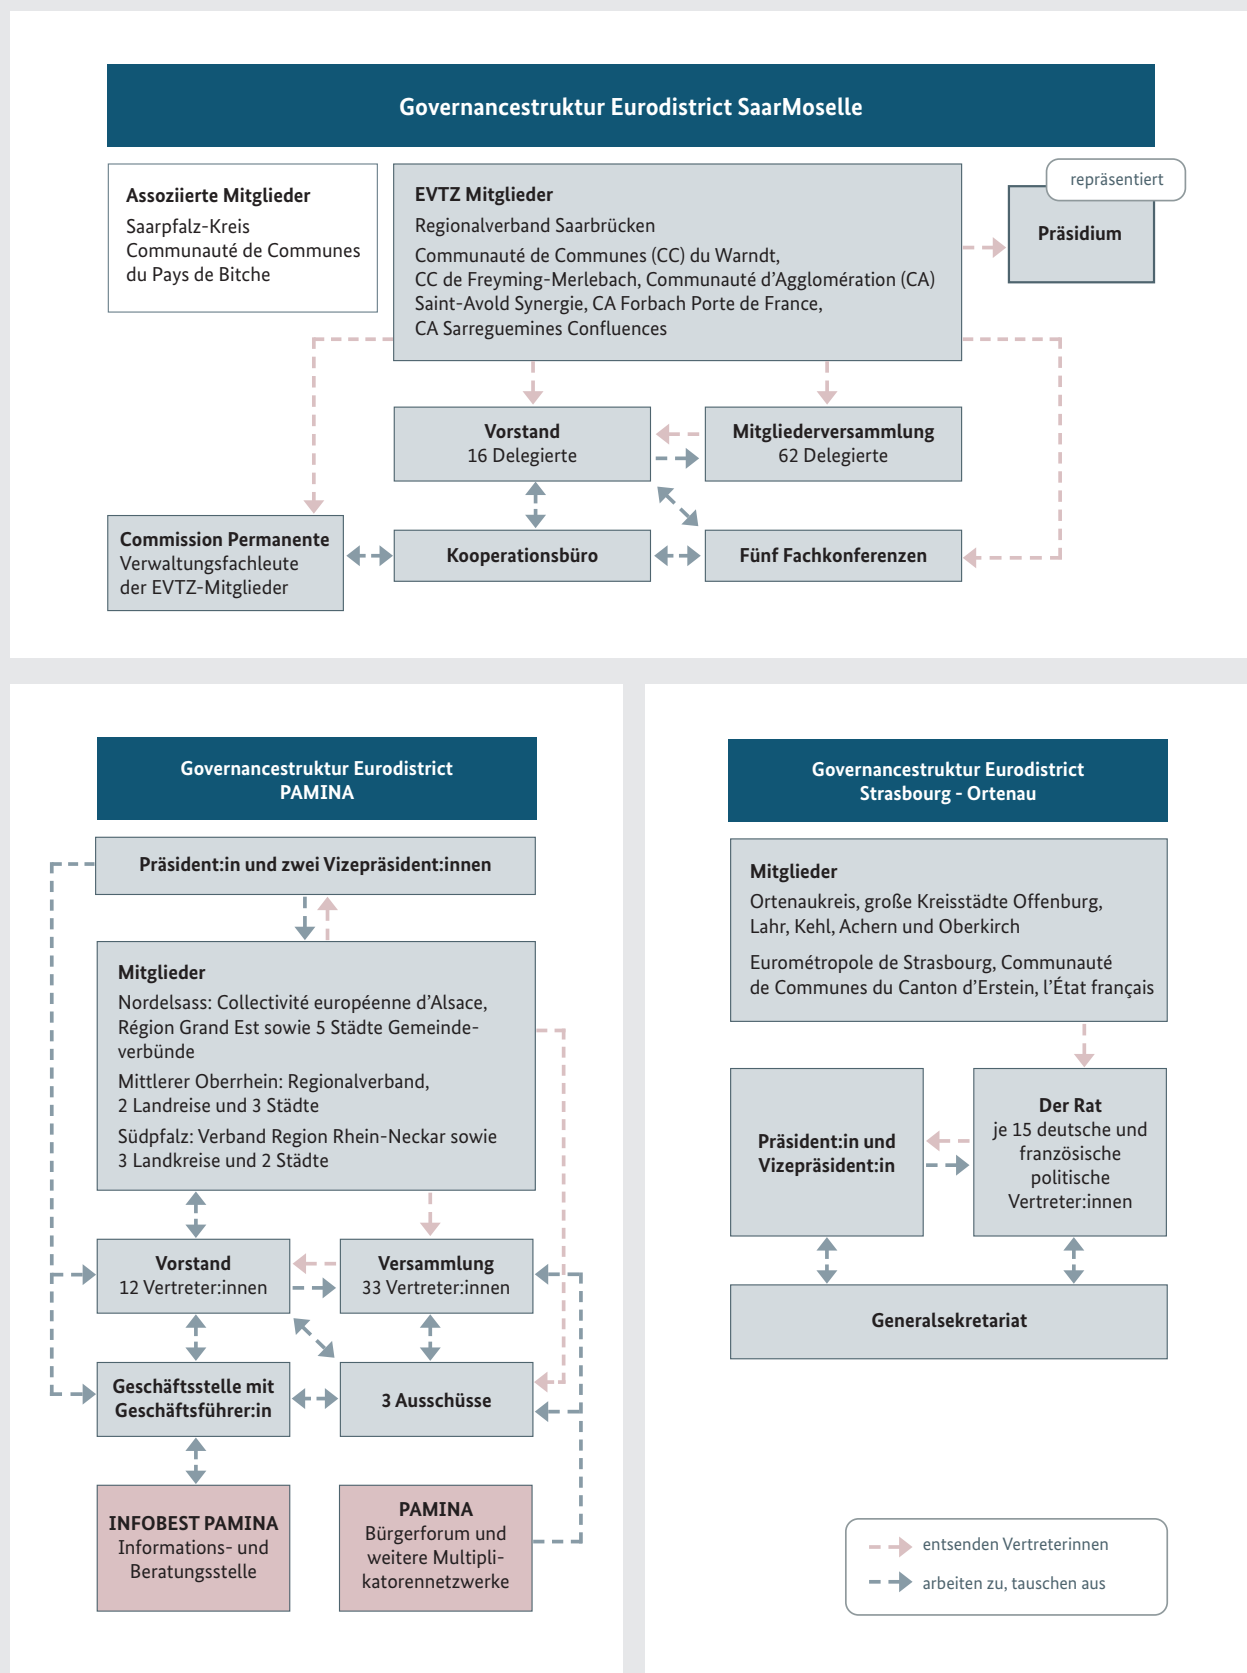 Governancestruktur Eurodistrict SaarMoselle
Assoziierte Mitglieder
Saarpfalz-Kreis
Communauté de Communes
du Pays de Bitche
EVTZ Mitglieder
Regionalverband Saarbrücken
Communauté de Communes (CC) du Warndt,
CC de Freyming-Merlebach, Communauté d’Agglomération (CA)
Saint-Avold Synergie, CA Forbach Porte de France,
CA Sarreguemines Confluences
repräsentiert
Präsidium
Vorstand
16 Delegierte
Mitgliederversammlung
62 Delegierte
Commission Permanente
Verwaltungsfachleute
der EVTZ-Mitglieder
Kooperationsbüro
Fünf Fachkonferenzen
Governancestruktur Eurodistrict
PAMINA
Präsident:in und zwei Vizepräsident:innen
Mitglieder
Nordelsass: Collectivité européenne d’Alsace,
Région Grand Est sowie 5 Städte Gemeinde-
verbünde
Mittlerer Oberrhein: Regionalverband,
2 Landreise und 3 Städte
Südpfalz: Verband Region Rhein-Neckar sowie
3 Landkreise und 2 Städte
Vorstand
12 Vertreter:innen
Versammlung
33 Vertreter:innen
Geschäftsstelle mit
Geschäftsführer:in
3 Ausschüsse
INFOBEST PAMINA
Informations- und
Beratungsstelle
PAMINA
Bürgerforum und
weitere Multipli-
katorennetzwerke
Governancestruktur Eurodistrict
Strasbourg - Ortenau
Mitglieder
Ortenaukreis, große Kreisstädte Offenburg,
Lahr, Kehl, Achern und Oberkirch
Eurométropole de Strasbourg, Communauté
de Communes du Canton d’Erstein, l’État français
Präsident:in und
Vizepräsident:in
Der Rat
je 15 deutsche und
französische
politische
Vertreter:innen
Generalsekretariat
entsenden Vertreterinnen
arbeiten zu, tauschen aus